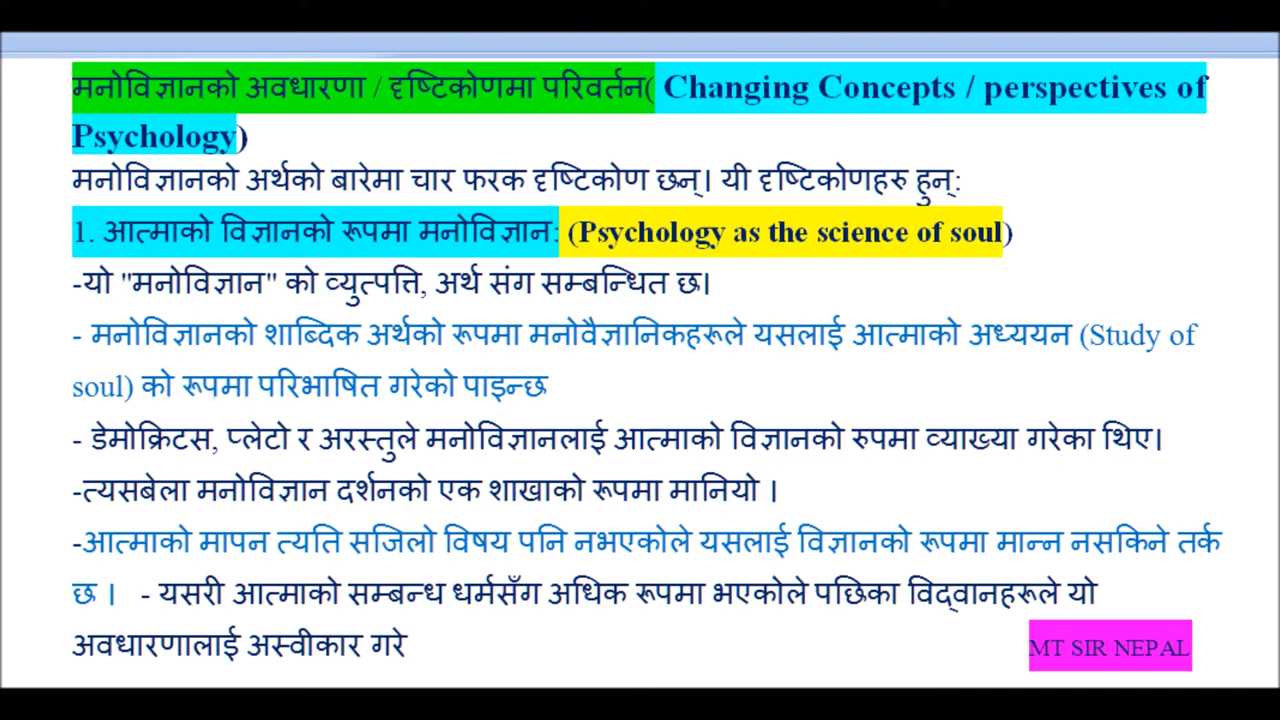 मनोविज्ञानको अवधारणा / दृष्टिकोणमा परिवर्तन( Changing Concepts / perspectives of
Psychology)
मनोविज्ञानको अर्थको बारेमा चार फरक दृष्टिकोण छन्। यी दृष्टिकोणहरु हुन्:
1. आत्माको विज्ञानको रूपमा मनोविज्ञान: (Psychology as the science of soul)
-यो "मनोविज्ञान" को व्युत्पत्ति, अर्थ संग सम्बन्धित छ।
- मनोविज्ञानको शाब्दिक अर्थको रूपमा मनोवैज्ञानिकहरूले यसलाई आत्माको अध्ययन (Study of
soul) को रूपमा परिभाषित गरेको पाइन्छ
- डेमोक्रिटस, प्लेटो र अरस्तुले मनोविज्ञानलाई आत्माको विज्ञानको रुपमा व्याख्या गरेका थिए।
-त्यसबेला मनोविज्ञान दर्शनको एक शाखाको रूपमा मानियो ।
-आत्माको मापन त्यति सजिलो विषय पनि नभएकोले यसलाई विज्ञानको रूपमा मान्न नसकिने तर्क
छ । - यसरी आत्माको सम्बन्ध धर्मसँग अधिक रूपमा भएकोले पछिका विद्वानहरूले यो
अवधारणालाई अस्वीकार गरे
MT SIR NEPAL